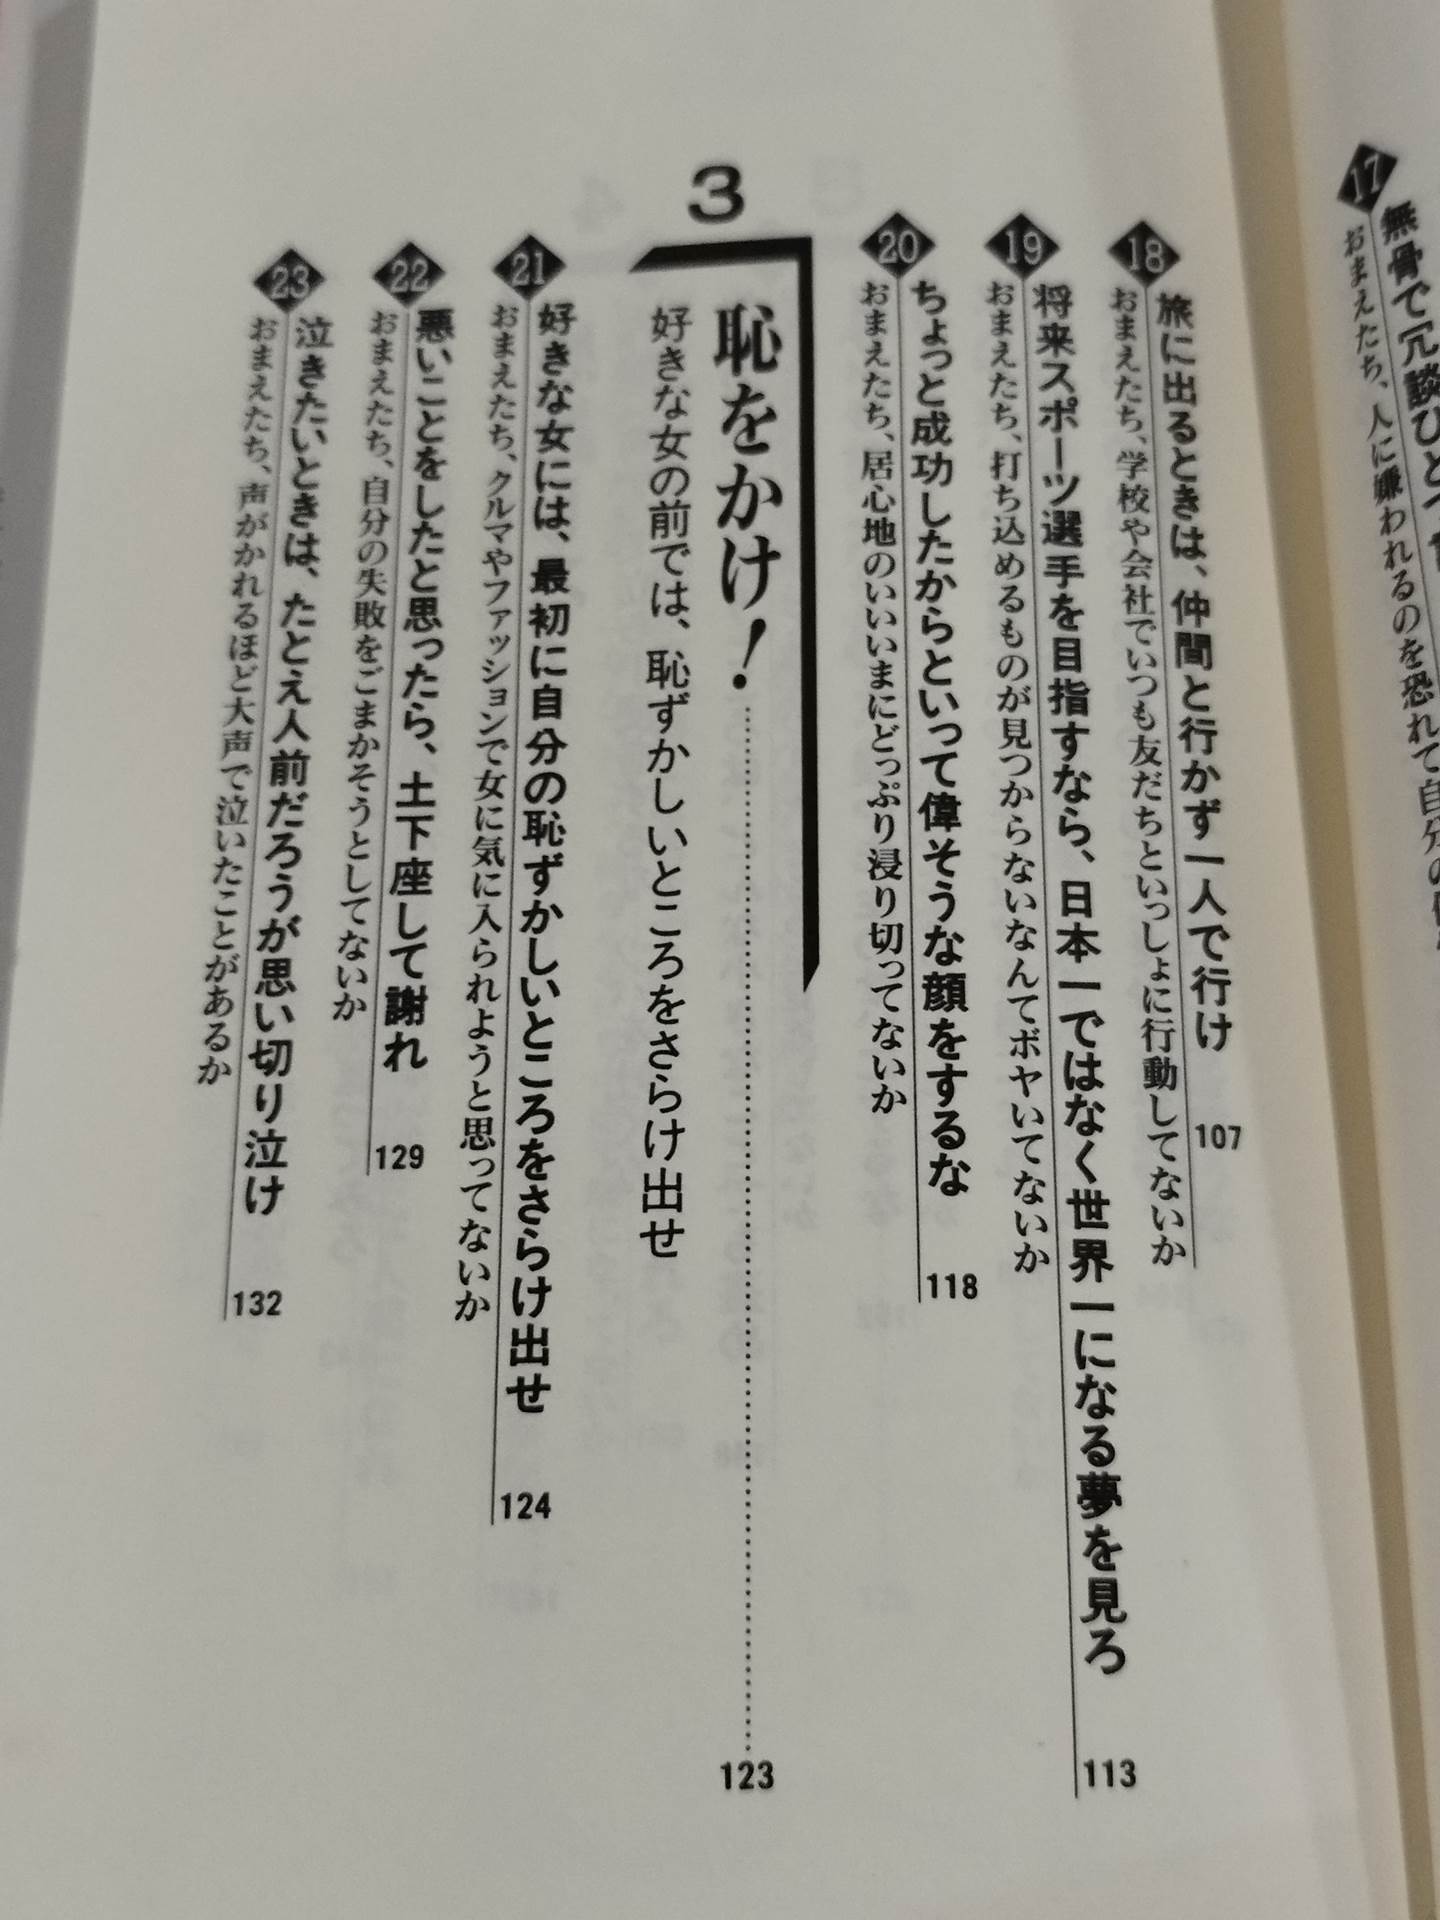 17
無骨で冗談ひとつ
おまえたち、人に嫌われるのを恐れて自分の
18
旅に出るときは、仲間と行かず一人で行け
おまえたち、学校や会社でいつも友だちといっしょに行動してないか
107
19
将来スポーツ選手を目指すなら、日本一ではなく世界一になる夢を見ろ
おまえたち、打ち込めるものが見つからないなんてボヤいてないか
113
20
ちょっと成功したからといって偉そうな顔をするな
おまえたち、居心地のいいいまにどっぷり浸り切ってないか
118
3
恥をかけ!
123
好きな女の前では、恥ずかしいところをさらけ出せ
21
好きな女には、最初に自分の恥ずかしいところをさらけ出せ
おまえたち、クルマやファッションで女に気に入られようと思ってないか
124
22
悪いことをしたと思ったら、土下座して謝れ
おまえたち、自分の失敗をごまかそうとしてないか
129
23
泣きたいときは、たとえ人前だろうが思い切り泣け
おまえたち、声がかれるほど大声で泣いたことがあるか
132